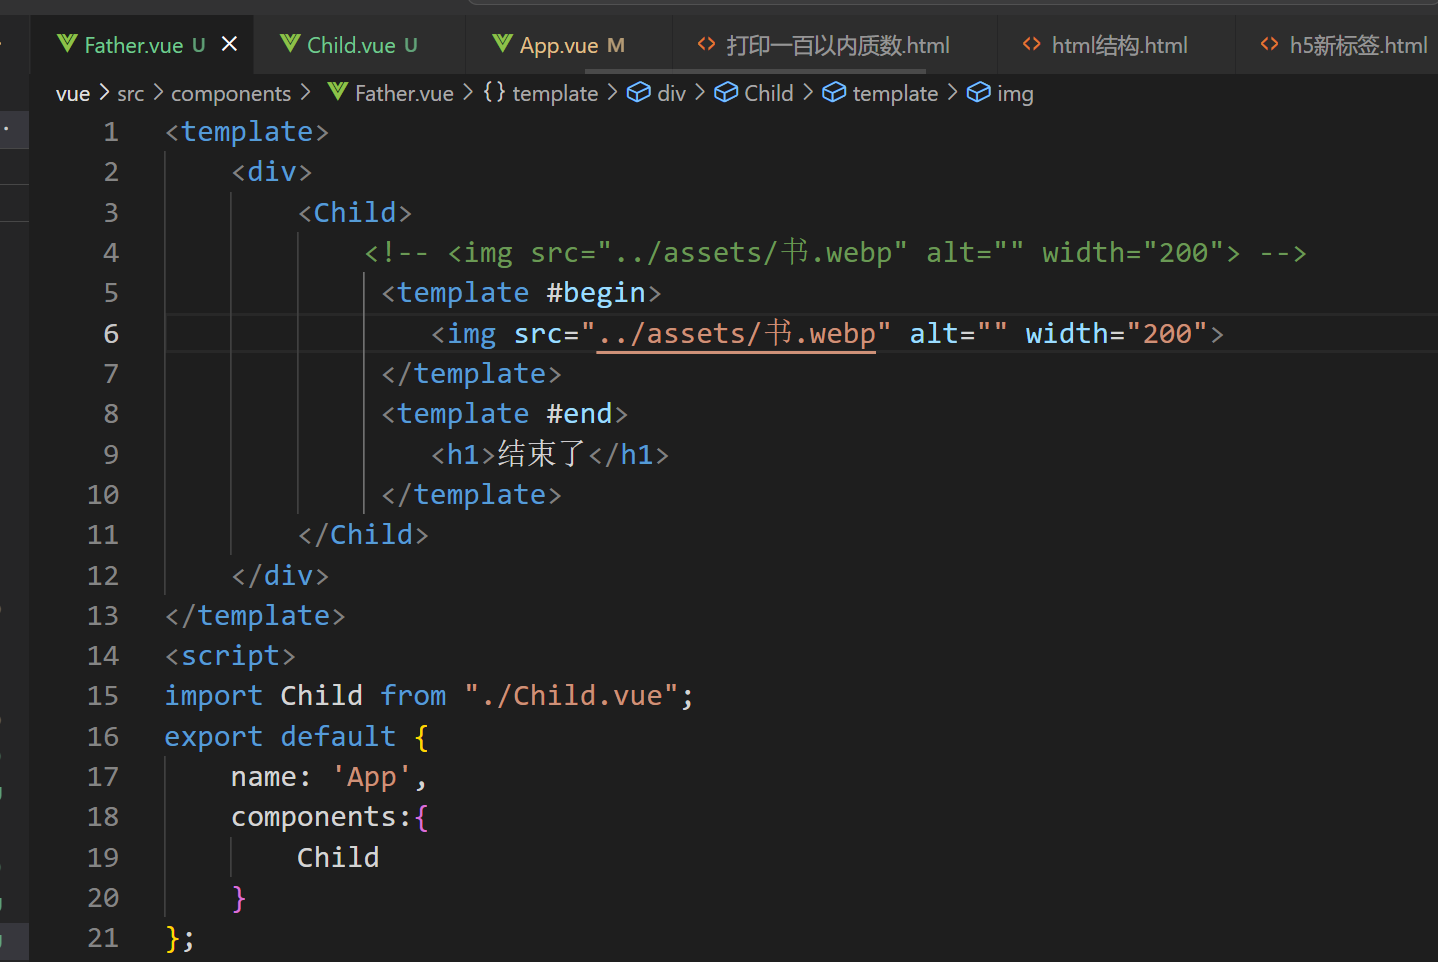 Father.vue U × Child.vue U App.vue M <> 打印一百以内质数.html <> html结构.html <> h5新标签.html
vue > src > components > Father.vue > {} template > div > Child > template > img
1 <template>
2 <div>
3 <Child>
4 <!-- <img src="../assets/书.webp" alt="" width="200"> -->
5 <template #begin>
6 <img src="../assets/书.webp" alt="" width="200">
7 </template>
8 <template #end>
9 <h1>结束了</h1>
10 </template>
11 </Child>
12 </div>
13 </template>
14 <script>
15 import Child from "./Child.vue";
16 export default {
17 name: 'App',
18 components:{
19 Child
20 }
21 };